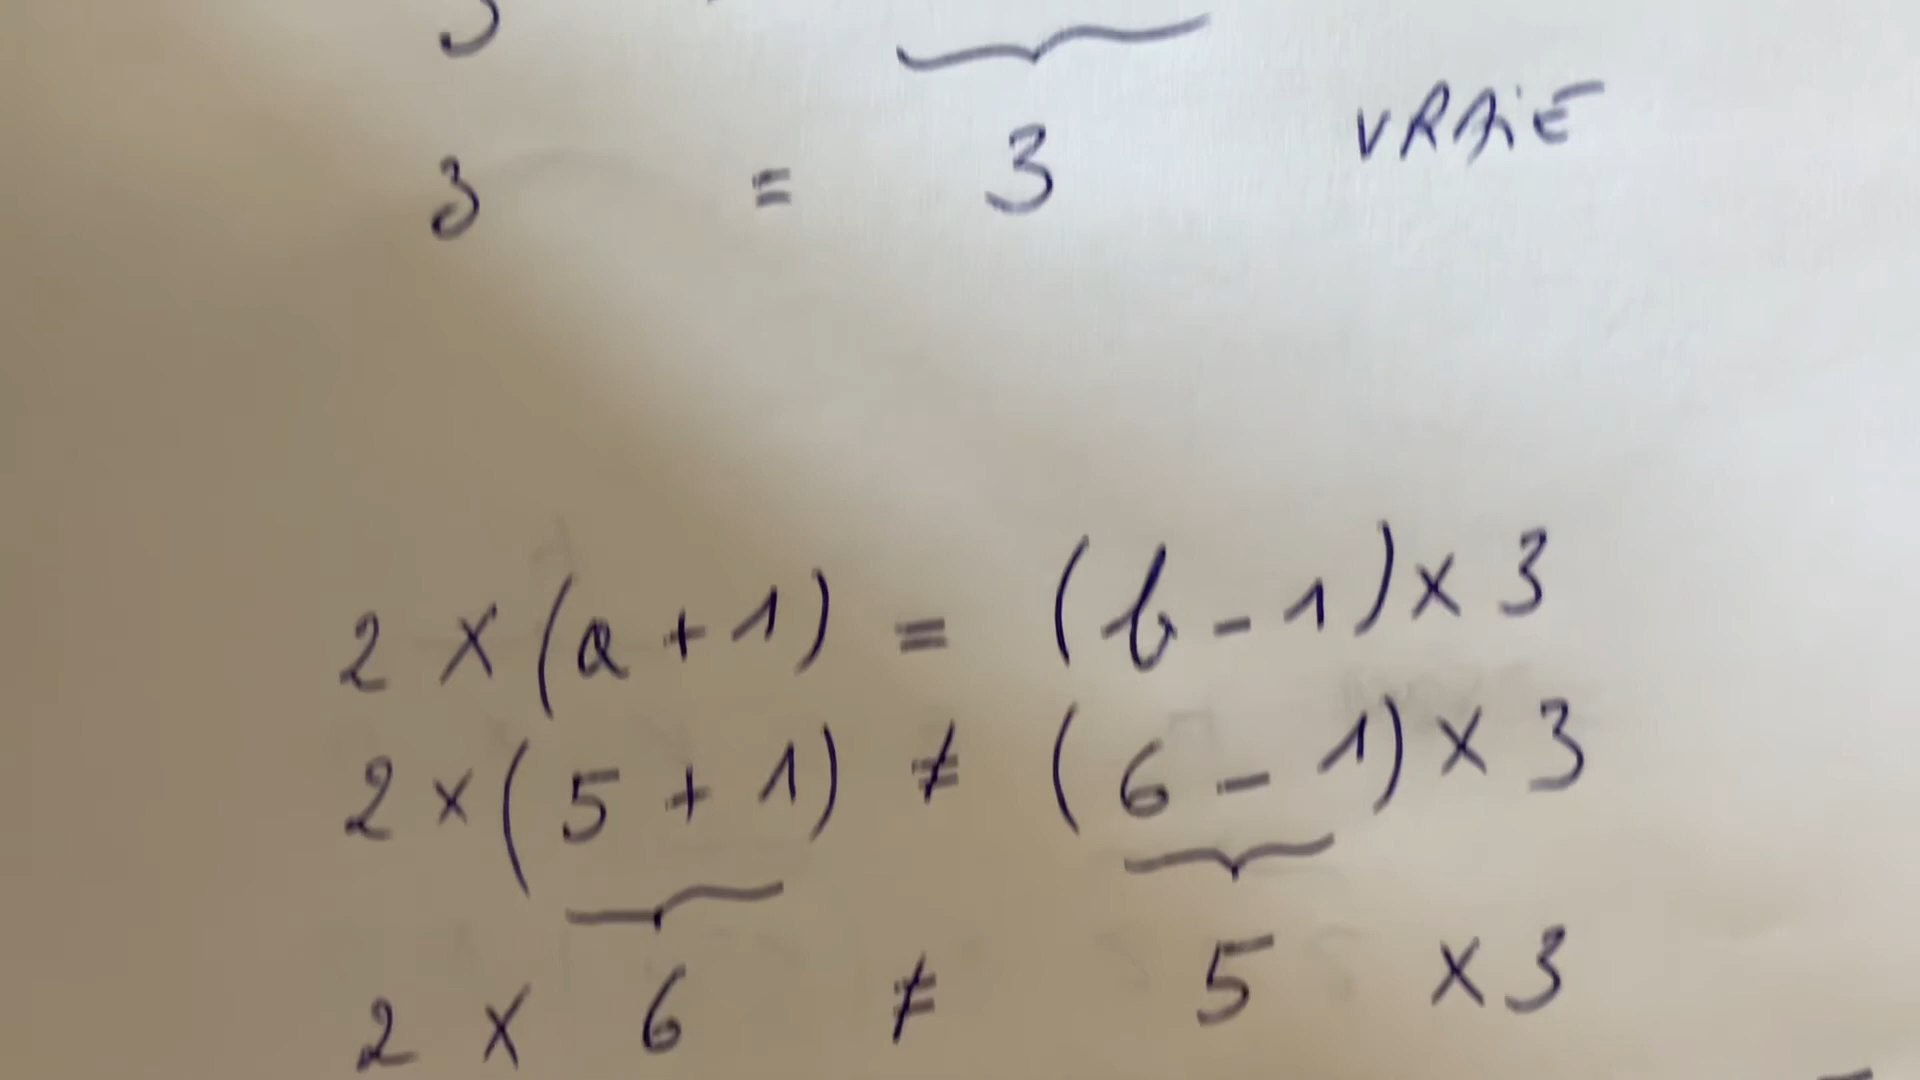 3 = 3 VRAiE
2 × (a + 1) = (b - 1) × 3
2 × (5 + 1) ≠ (6 - 1) × 3
2 × 6 ≠ 5 × 3